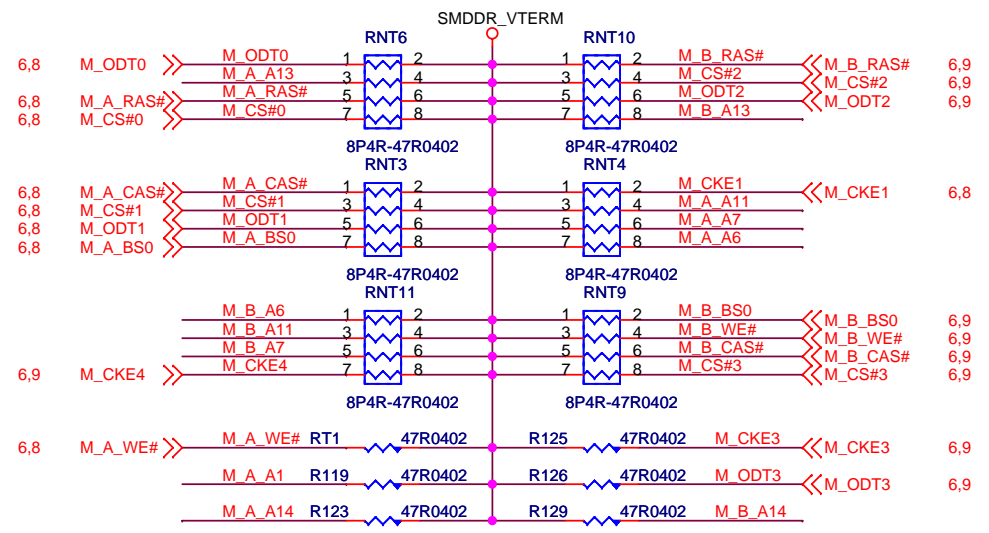 SMDDR_VTERM
RNT6 RNT10
6,8 M_ODT0 M_ODT0 1 2 1 2 M_B_RAS# M_B_RAS# 6,9
M_A_A13 3 4 3 4 M_CS#2 M_CS#2 6,9
6,8 M_A_RAS# M_A_RAS# 5 6 5 6 M_ODT2 M_ODT2 6,9
6,8 M_CS#0 M_CS#0 7 8 7 8 M_B_A13
8P4R-47R0402 8P4R-47R0402
RNT3 RNT4
6,8 M_A_CAS# M_A_CAS# 1 2 1 2 M_CKE1 M_CKE1 6,8
6,8 M_CS#1 M_CS#1 3 4 3 4 M_A_A11
6,8 M_ODT1 M_ODT1 5 6 5 6 M_A_A7
6,8 M_A_BS0 M_A_BS0 7 8 7 8 M_A_A6
8P4R-47R0402 8P4R-47R0402
RNT11 RNT9
M_B_A6 1 2 1 2 M_B_BS0 M_B_BS0 6,9
M_B_A11 3 4 3 4 M_B_WE# M_B_WE# 6,9
M_B_A7 5 6 5 6 M_B_CAS# M_B_CAS# 6,9
6,9 M_CKE4 M_CKE4 7 8 7 8 M_CS#3 M_CS#3 6,9
8P4R-47R0402 8P4R-47R0402
6,8 M_A_WE# M_A_WE# RT1 47R0402 R125 47R0402 M_CKE3 M_CKE3 6,9
M_A_A1 R119 47R0402 R126 47R0402 M_ODT3 M_ODT3 6,9
M_A_A14 R123 47R0402 R129 47R0402 M_B_A14